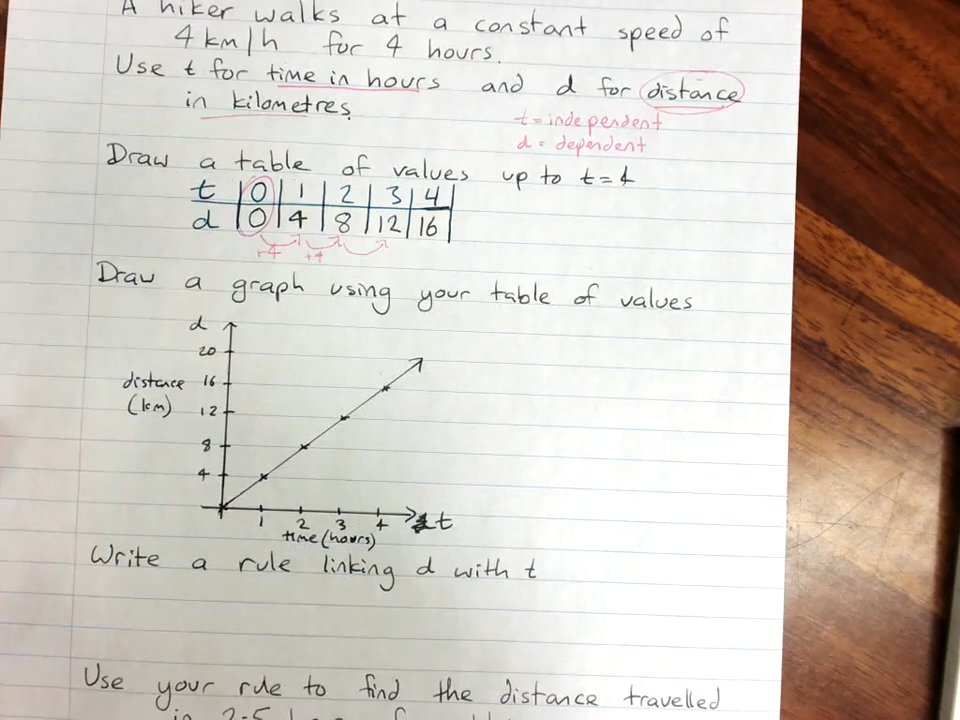 A hiker walks at a constant speed of
4 km/h for 4 hours.
Use t for time in hours and d for distance
in kilometres.
t = independent
d = dependent
Draw a table of values up to t = 4
t 0 1 2 3 4
d 0 4 8 12 16
+4 +4
Draw a graph using your table of values
d
20
distance 16
(km) 12
8
4
1 2 3 4 t
time (hours)
Write a rule linking d with t
Use your rule to find the distance travelled
in 2.5